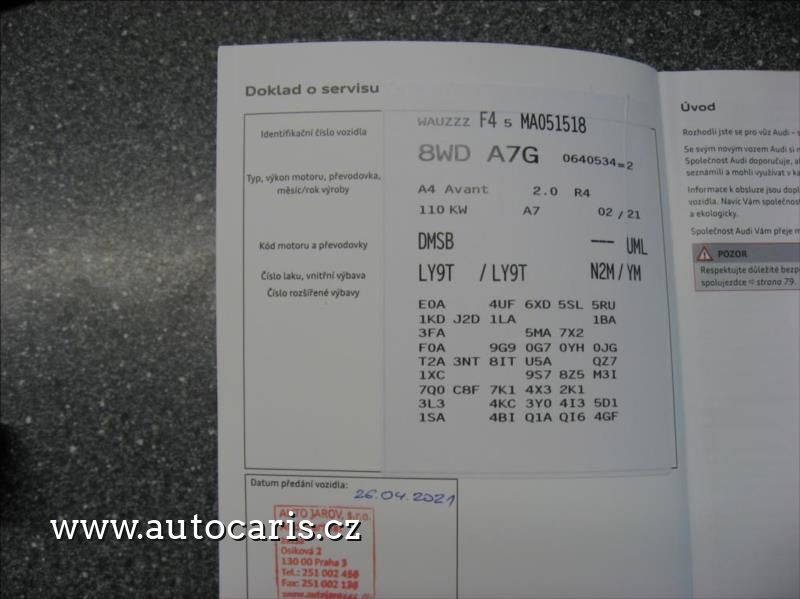 Doklad o servisu
Identifikační číslo vozidla
WAUZZZ F4 5 MA051518
8WD A7G 0640534=2
Typ, výkon motoru, převodovka,
měsíc/rok výroby
A4 Avant 2.0 R4
110 KW A7 02/21
Kód motoru a převodovky
DMSB --- UML
Číslo laku, vnitřní výbava
LY9T / LY9T N2M/YM
Číslo rozšířené výbavy
E0A 4UF 6XD 5SL 5RU
1KD J2D 1LA 1BA
3FA 5MA 7X2
F0A 9G9 0G7 0YH 0JG
T2A 3NT 8IT U5A QZ7
1XC 9S7 8Z5 M3I
7Q0 C8F 7K1 4X3 2K1
3L3 4KC 3Y0 4I3 5D1
1SA 4BI Q1A QI6 4GF
Datum předání vozidla:
26.04.2021
AUTO JAROV, s.r.o.
Osiková 2
130 00 Praha 3
Tel.: 251 002
Fax: 251 002
www.autocaris.cz
Úvod
Rozhodli jste se pro vůz Audi –
Se svým novým vozem Audi si
Společnost Audi doporučuje,
seznámili a mohli využívat v
Informace k obsluze jsou
vozidla. Navíc Vám
a ekologicky.
Společnost Audi Vám přeje
POZOR
Respektujte důležité
spolujezdce ⇨ strana 79.